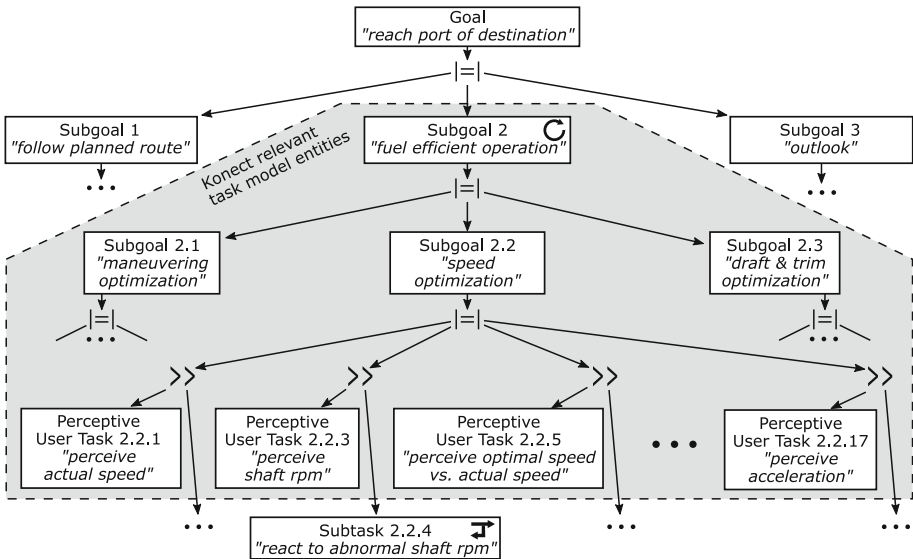 Goal
"reach port of destination"
|=|
Subgoal 1
"follow planned route"
...
Konect relevant
task model entities
Subgoal 2
"fuel efficient operation"
Subgoal 3
"outlook"
...
|=|
Subgoal 2.1
"maneuvering
optimization"
Subgoal 2.2
"speed
optimization"
Subgoal 2.3
"draft & trim
optimization"
|=|
...
|=|
|=|
...
>>
>>
>>
>>
Perceptive
User Task 2.2.1
"perceive
actual speed"
Perceptive
User Task 2.2.3
"perceive
shaft rpm"
Perceptive
User Task 2.2.5
"perceive optimal speed
vs. actual speed"
...
Perceptive
User Task 2.2.17
"perceive
acceleration"
...
Subtask 2.2.4
"react to abnormal shaft rpm"
...
...